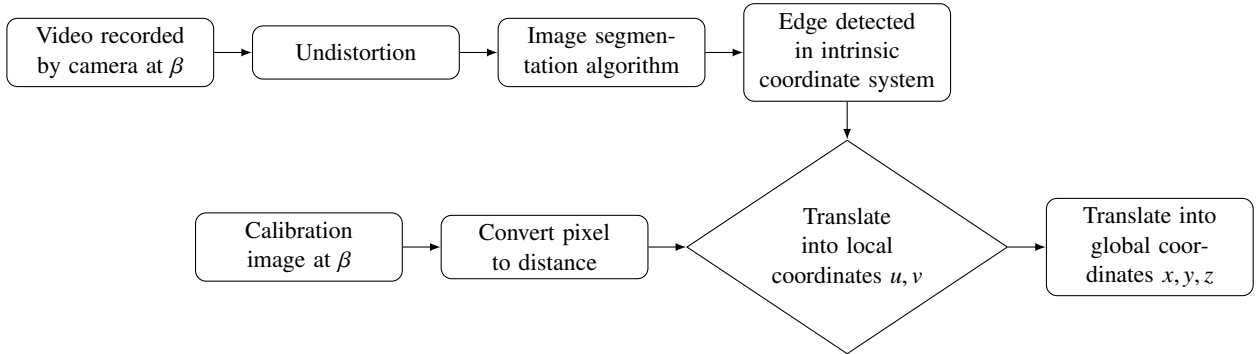 Video recorded
by camera at β
Undistortion
Image segmen-
tation algorithm
Edge detected
in intrinsic
coordinate system
Calibration
image at β
Convert pixel
to distance
Translate
into local
coordinates u, v
Translate into
global coor-
dinates x, y, z